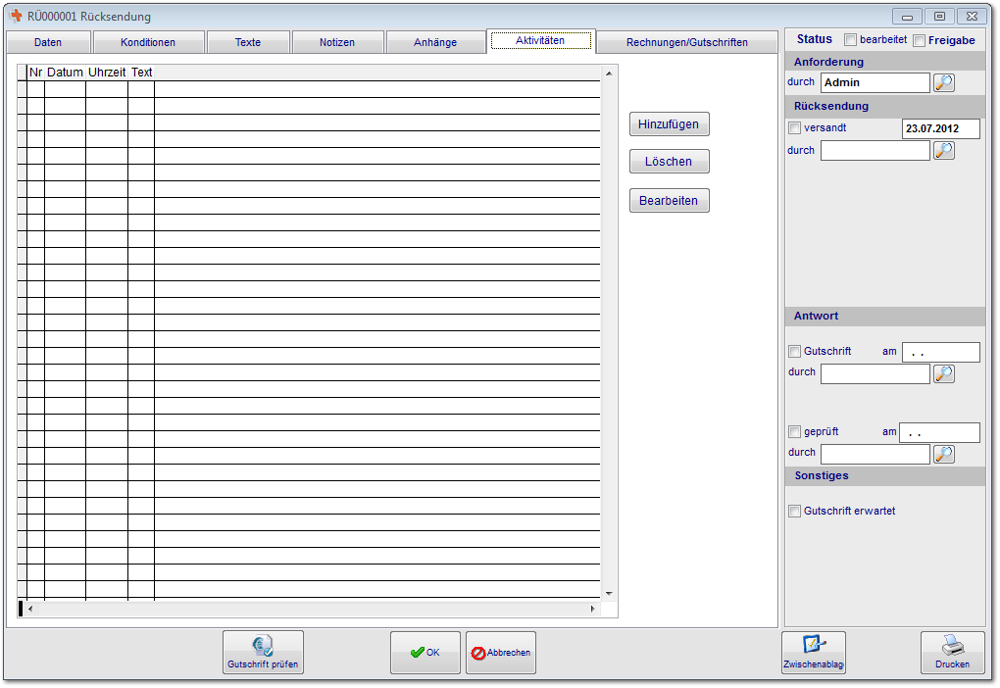 RÜ000001 Rücksendung
Daten Konditionen Texte Notizen Anhänge Aktivitäten Rechnungen/Gutschriften
Status bearbeitet Freigabe
Anforderung
durch Admin
Rücksendung
versandt 23.07.2012
durch
Nr Datum Uhrzeit Text
Hinzufügen
Löschen
Bearbeiten
Antwort
Gutschrift am . .
durch
geprüft am . .
durch
Sonstiges
Gutschrift erwartet
Gutschrift prüfen OK Abbrechen Zwischenablag Drucken